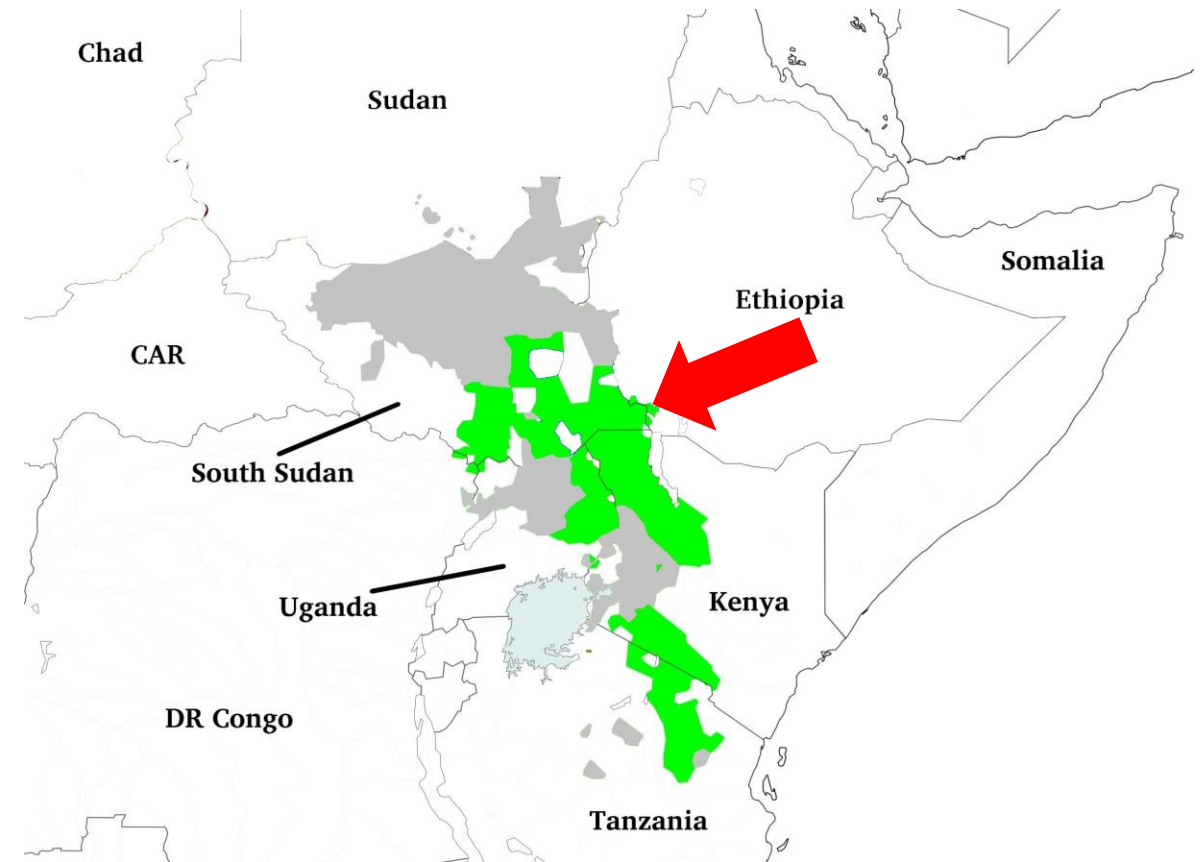 Chad
Sudan
Somalia
Ethiopia
CAR
South Sudan
Uganda
Kenya
DR Congo
Tanzania